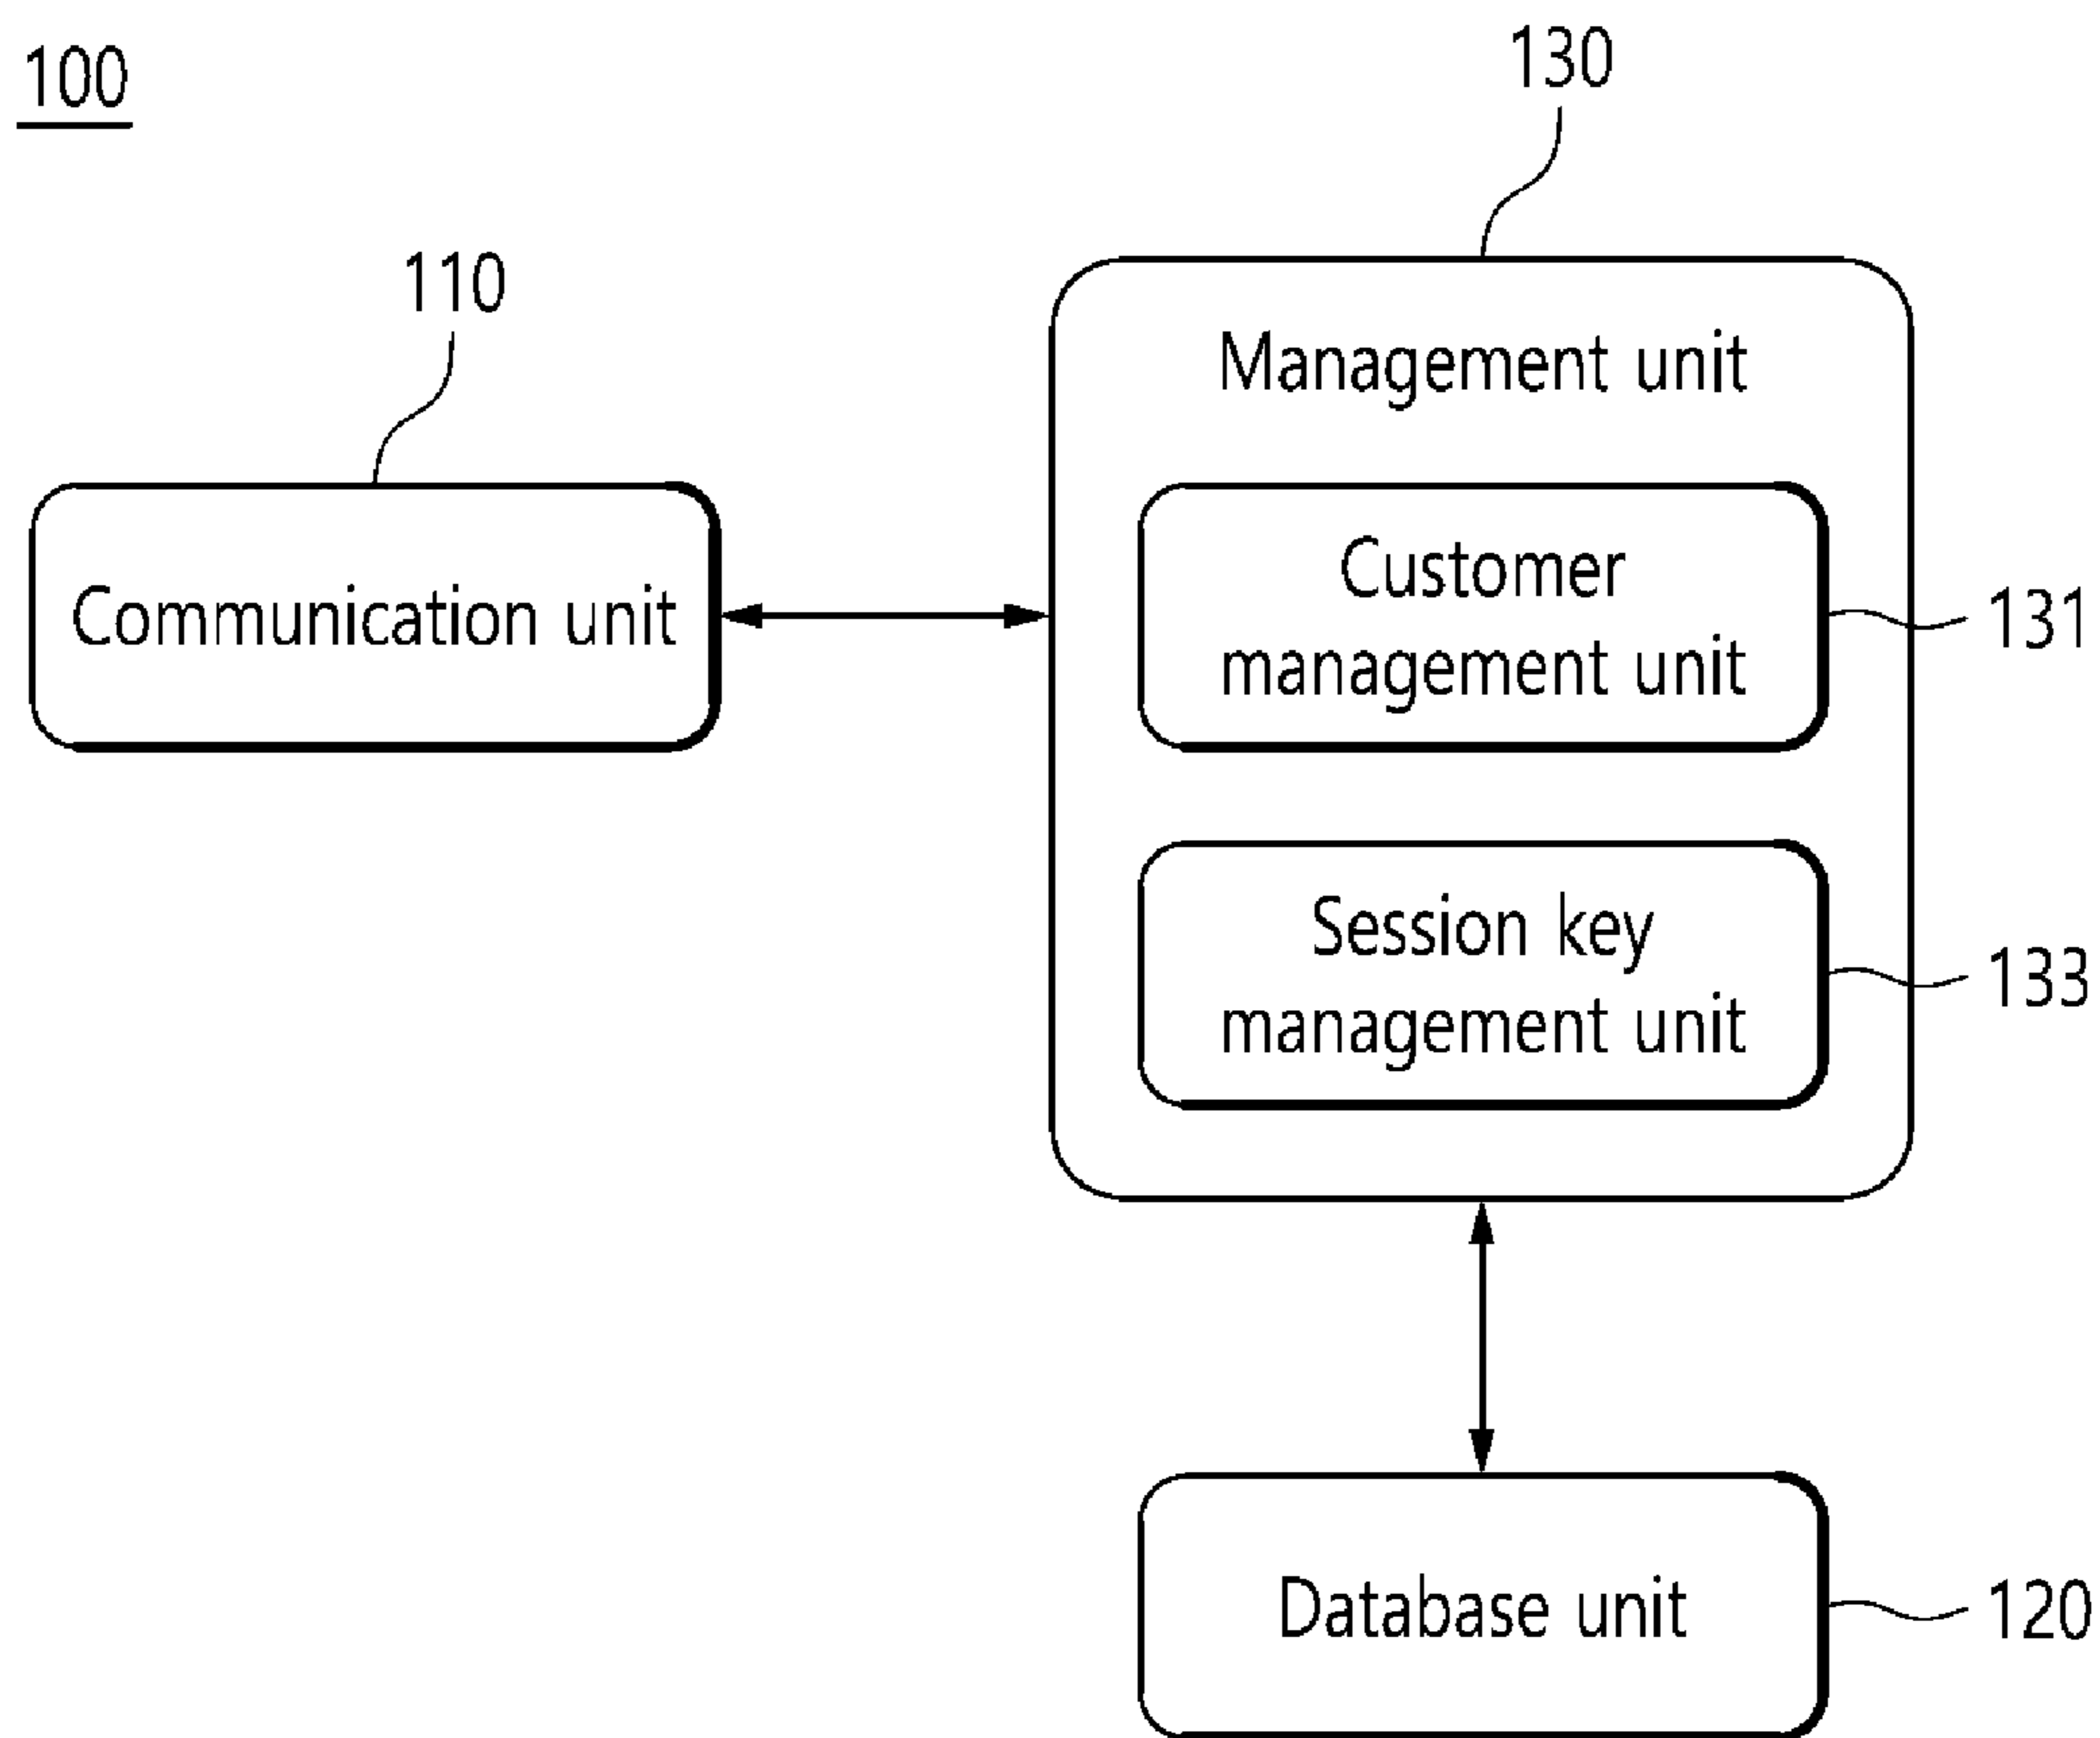 100
130
110
Management unit
Communication unit
Customer
management unit
131
Session key
management unit
133
Database unit
120